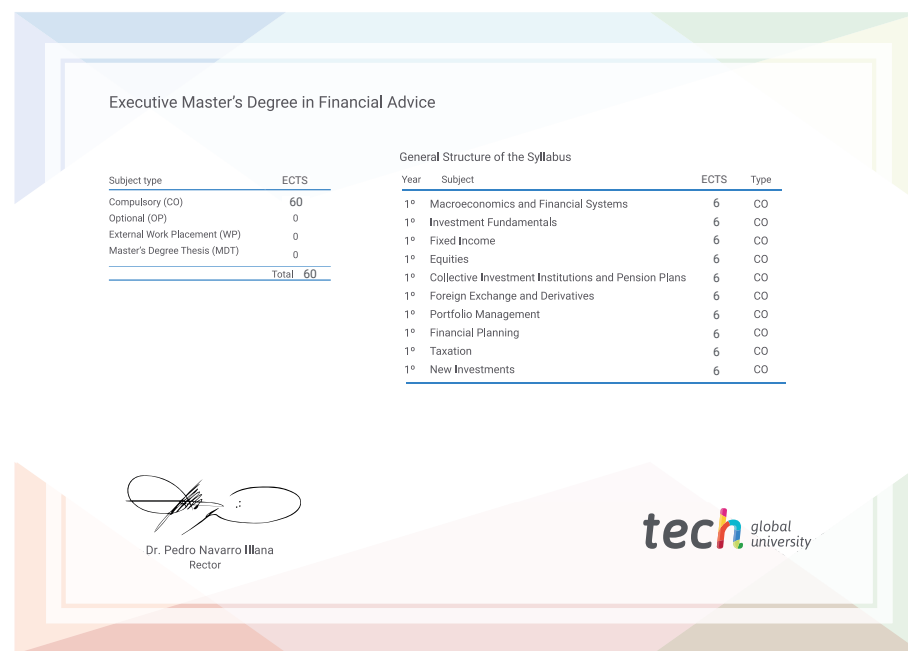 Executive Master's Degree in Financial Advice
Subject type ECTS
Compulsory (CO) 60
Optional (OP) 0
External Work Placement (WP) 0
Master's Degree Thesis (MDT) 0
Total 60
General Structure of the Syllabus
Year Subject ECTS Type
1º Macroeconomics and Financial Systems 6 CO
1º Investment Fundamentals 6 CO
1º Fixed Income 6 CO
1º Equities 6 CO
1º Collective Investment Institutions and Pension Plans 6 CO
1º Foreign Exchange and Derivatives 6 CO
1º Portfolio Management 6 CO
1º Financial Planning 6 CO
1º Taxation 6 CO
1º New Investments 6 CO
Dr. Pedro Navarro Illana
Rector
tech global
university